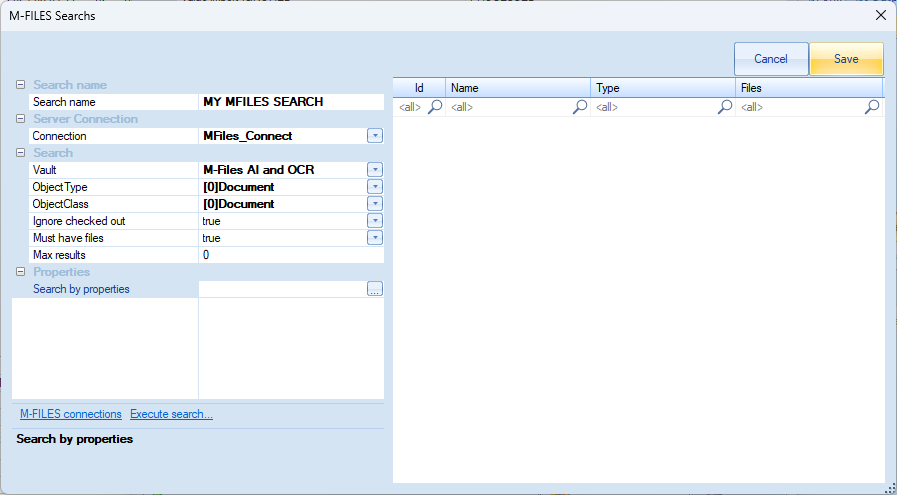 M-FILES Searchs
Cancel
Save
Search name
Search name MY MFILES SEARCH
Server Connection
Connection MFiles_Connect
Search
Vault M-Files AI and OCR
ObjectType [0]Document
ObjectClass [0]Document
Ignore checked out true
Must have files true
Max results 0
Properties
Search by properties ...
M-FILES connections Execute search...
Search by properties
Id Name Type Files
<all> <all> <all> <all>